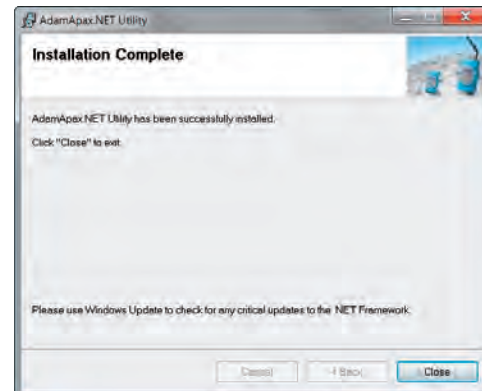 AdamApax.NET Utility
Installation Complete
AdamApax.NET Utility has been successfully installed.
Click "Close" to exit.
Please use Windows Update to check for any critical updates to the .NET Framework.
Cancel
< Back
Close